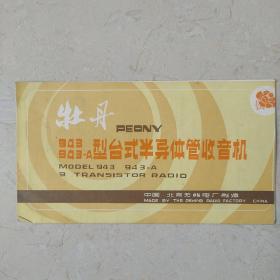 牡丹
PEONY
943
943-A 型台式半导体管收音机
MODEL 943 943-A
9 TRANSISTOR RADIO
中国 北京无线电厂制造
MADE BY THE PEKING RADIO FACTORY CHINA